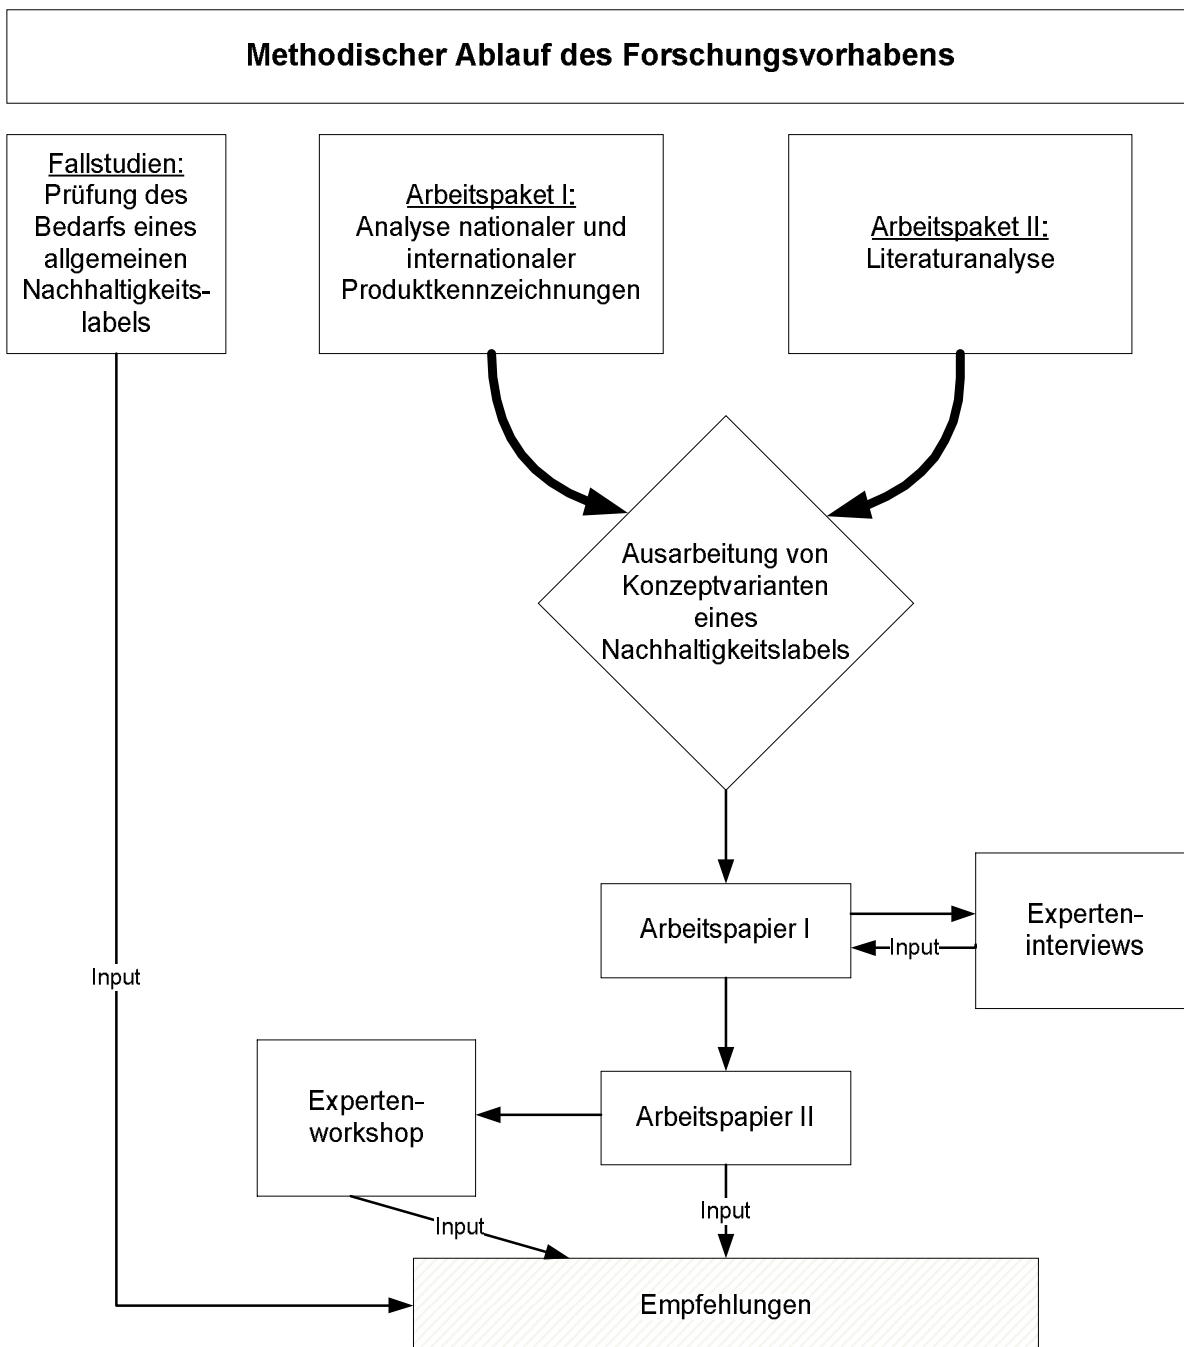 Methodischer Ablauf des Forschungsvorhabens
Fallstudien:
Prüfung des
Bedarfs eines
allgemeinen
Nachhaltigkeits-
labels
Arbeitspaket I:
Analyse nationaler und
internationaler
Produktkennzeichnungen
Arbeitspaket II:
Literaturanalyse
Ausarbeitung von
Konzeptvarianten
eines
Nachhaltigkeitslabels
Arbeitspapier I
Experten-
interviews
Input
Input
Experten-
workshop
Arbeitspapier II
Input
Input
Empfehlungen